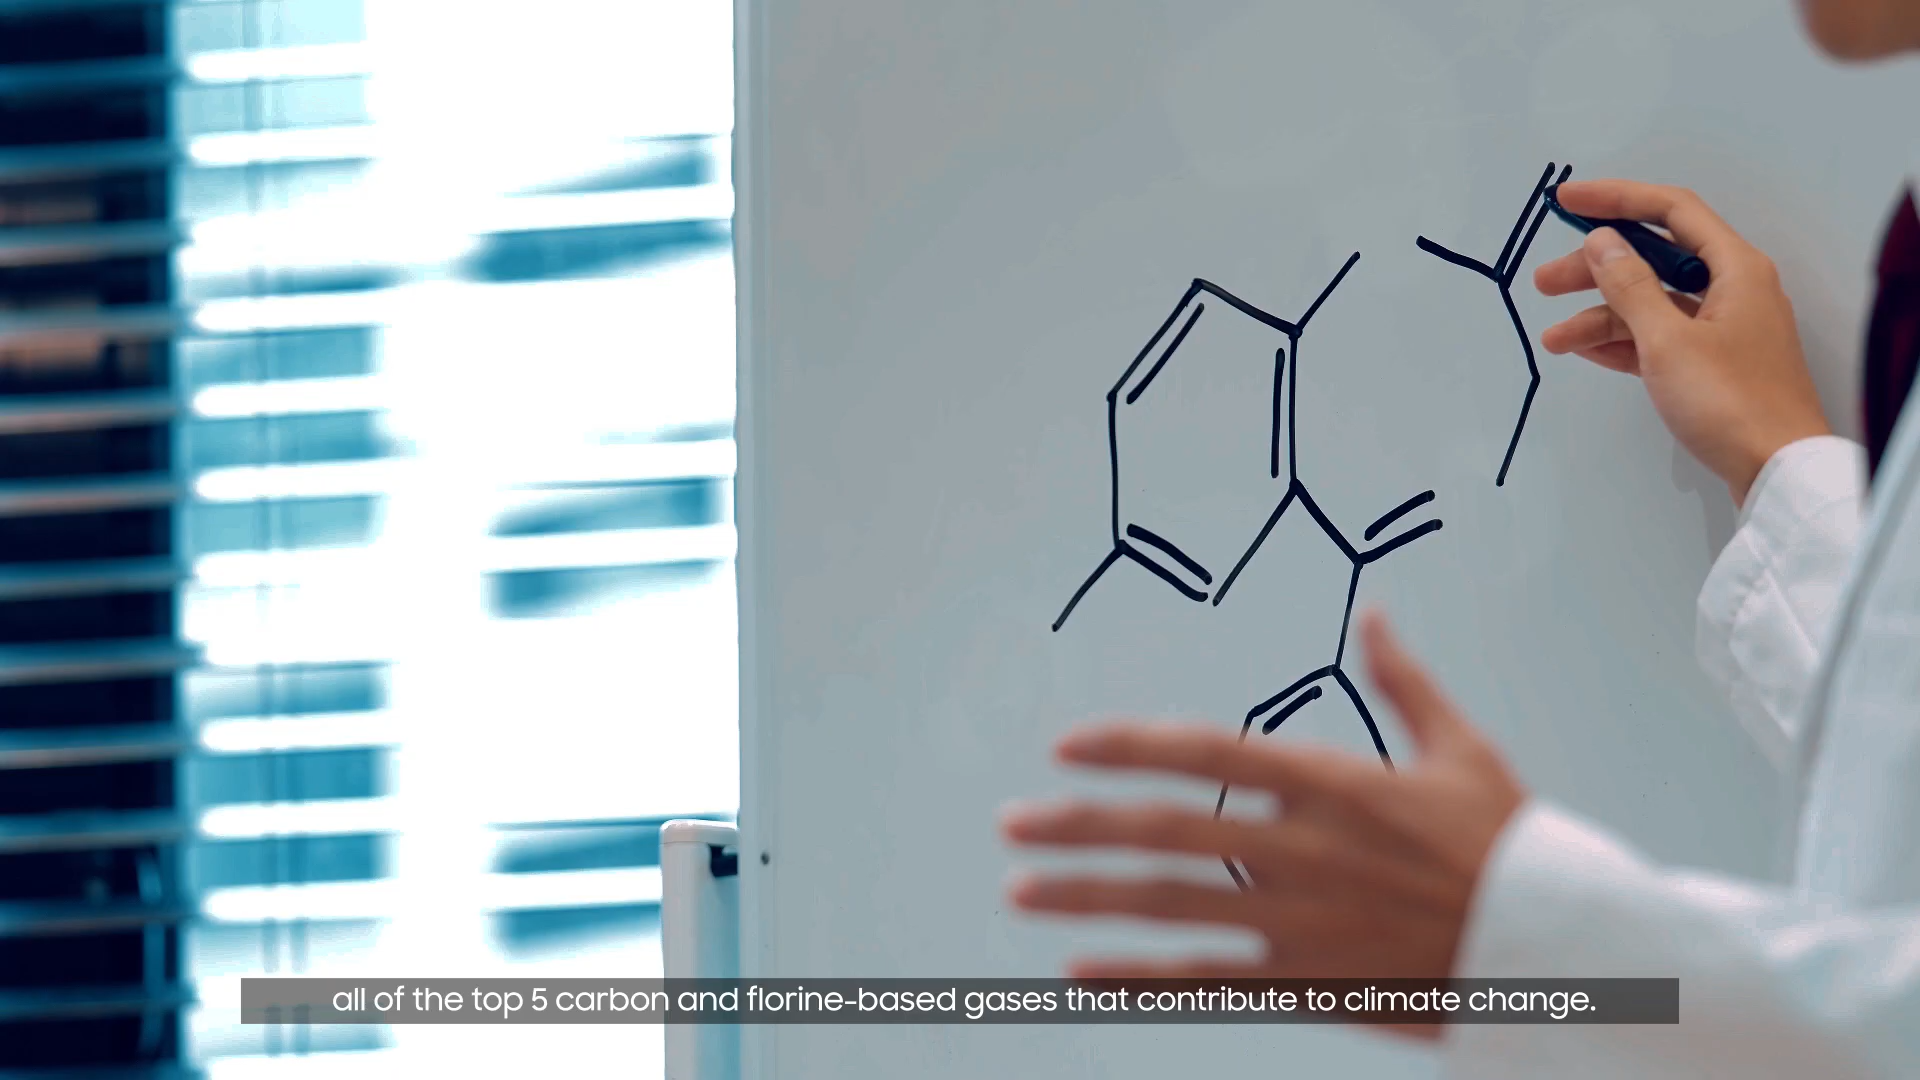 all of the top 5 carbon and florine-based gases that contribute to climate change.